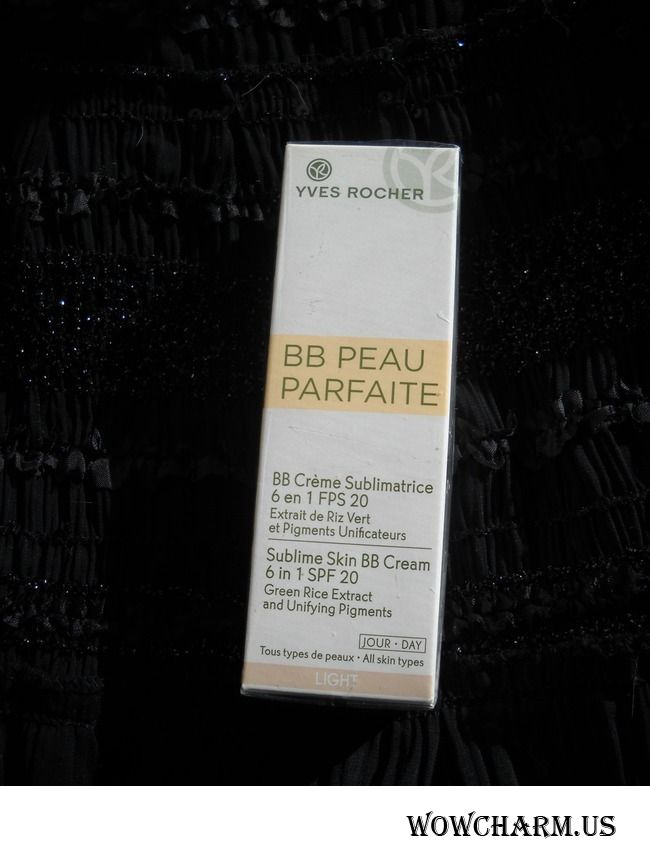 YVES ROCHER
BB PEAU
PARFAITE
BB Crème Sublimatrice
6 en 1 FPS 20
Extrait de Riz Vert
et Pigments Unificateurs
Sublime Skin BB Cream
6 in 1 SPF 20
Green Rice Extract
and Unifying Pigments
JOUR • DAY
Tous types de peaux • All skin types
LIGHT
WOWCHARM.US